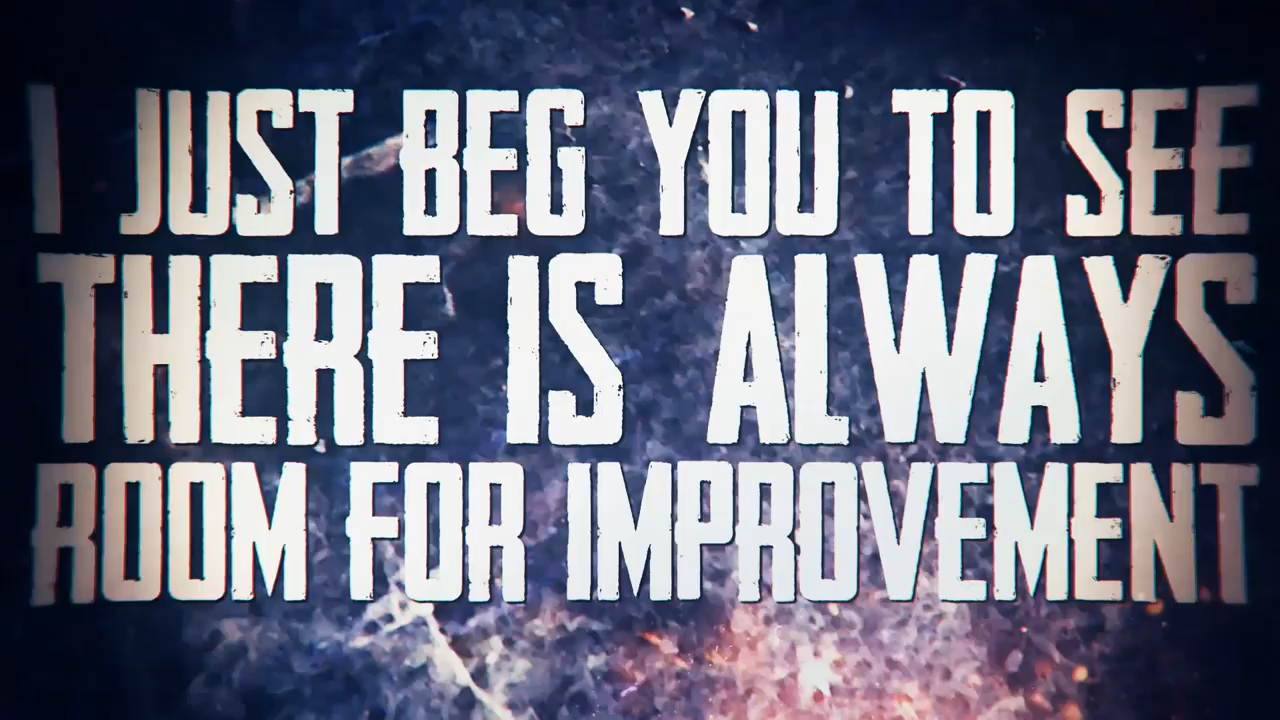 I JUST BEG YOU TO SEE
THERE IS ALWAYS
ROOM FOR IMPROVEMENT